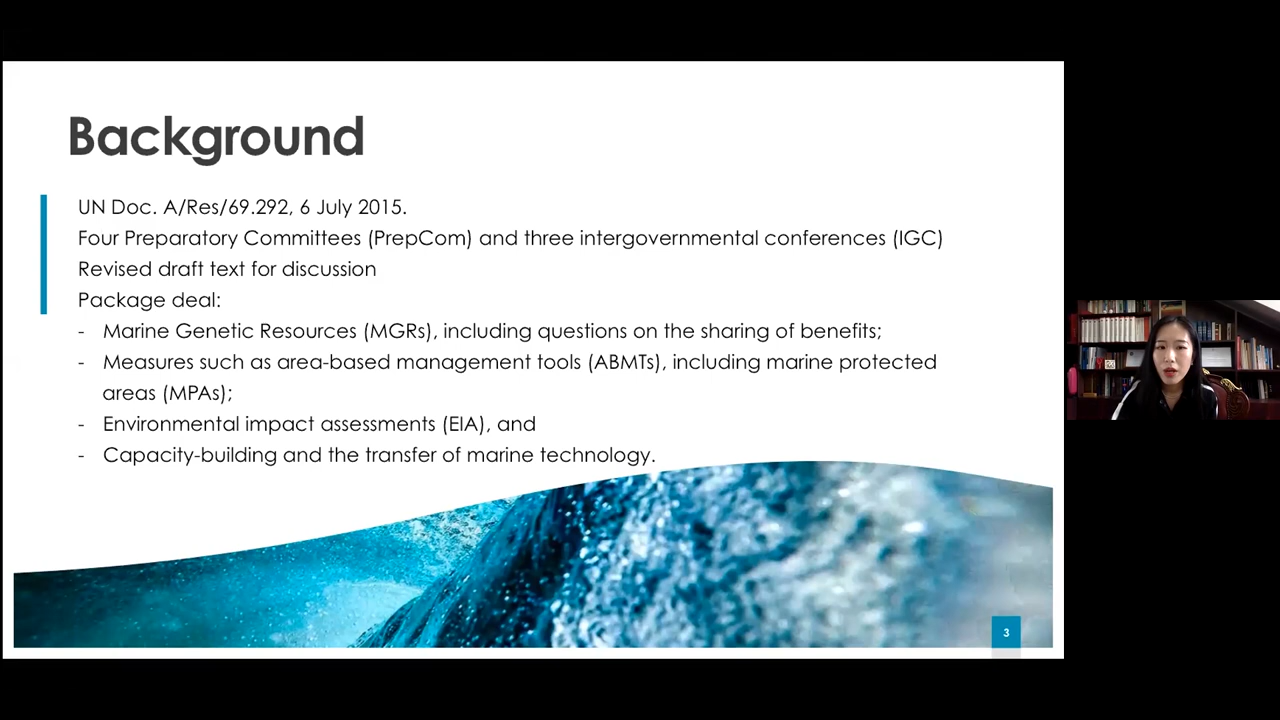 Background
UN Doc. A/Res/69.292, 6 July 2015.
Four Preparatory Committees (PrepCom) and three intergovernmental conferences (IGC)
Revised draft text for discussion
Package deal:
- Marine Genetic Resources (MGRs), including questions on the sharing of benefits;
- Measures such as area-based management tools (ABMTs), including marine protected
areas (MPAs);
- Environmental impact assessments (EIA), and
- Capacity-building and the transfer of marine technology.
3